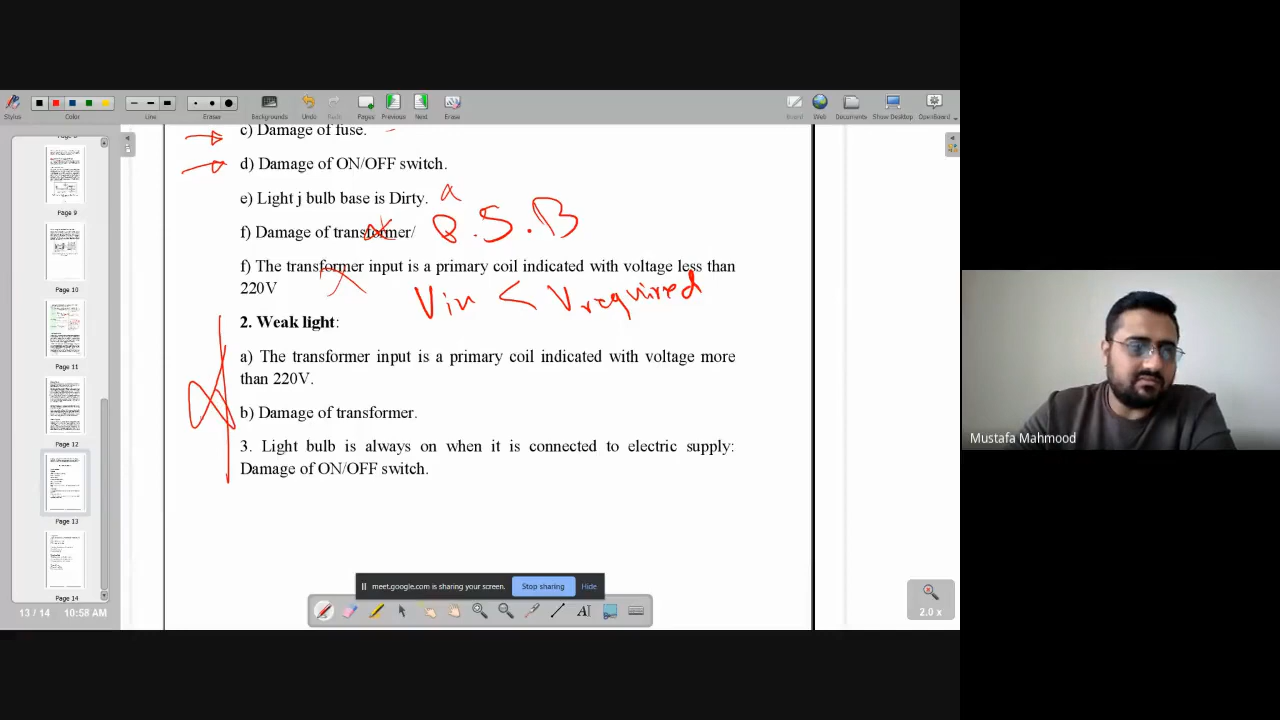 Stylus
Color
Line
Eraser
Backgrounds
Undo
Redo
Pages
Previous
Next
Erase
Board
Web
Documents
Show Desktop
OpenBoard
c) Damage of fuse.
d) Damage of ON/OFF switch.
e) Light j bulb base is Dirty.
f) Damage of transformer/
f) The transformer input is a primary coil indicated with voltage less than
220V
Vin < Vrequired
2. Weak light:
a) The transformer input is a primary coil indicated with voltage more
than 220V.
b) Damage of transformer.
3. Light bulb is always on when it is connected to electric supply:
Damage of ON/OFF switch.
Page 9
Page 10
Page 11
Page 12
Page 13
Page 14
13 / 14 10:58 AM
meet.google.com is sharing your screen. Stop sharing Hide
2.0 x
Mustafa Mahmood